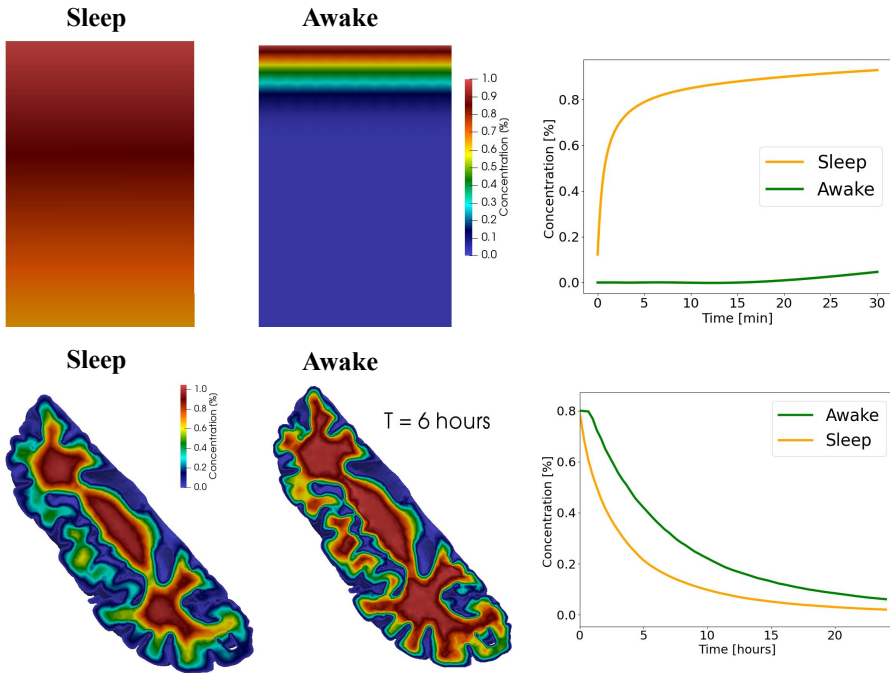 Sleep
Awake
1.0
0.9
0.8
0.7
0.6
0.5
0.4
0.3
0.2
0.1
0.0
Concentration (%)
Concentration [%]
0.8
0.6
0.4
0.2
0.0
Sleep
Awake
0 5 10 15 20 25 30
Time [min]
Sleep
Awake
1.0
0.8
0.6
0.4
0.2
0.0
Concentration (%)
T = 6 hours
Concentration [%]
0.8
0.6
0.4
0.2
0.0
Awake
Sleep
0 5 10 15 20
Time [hours]